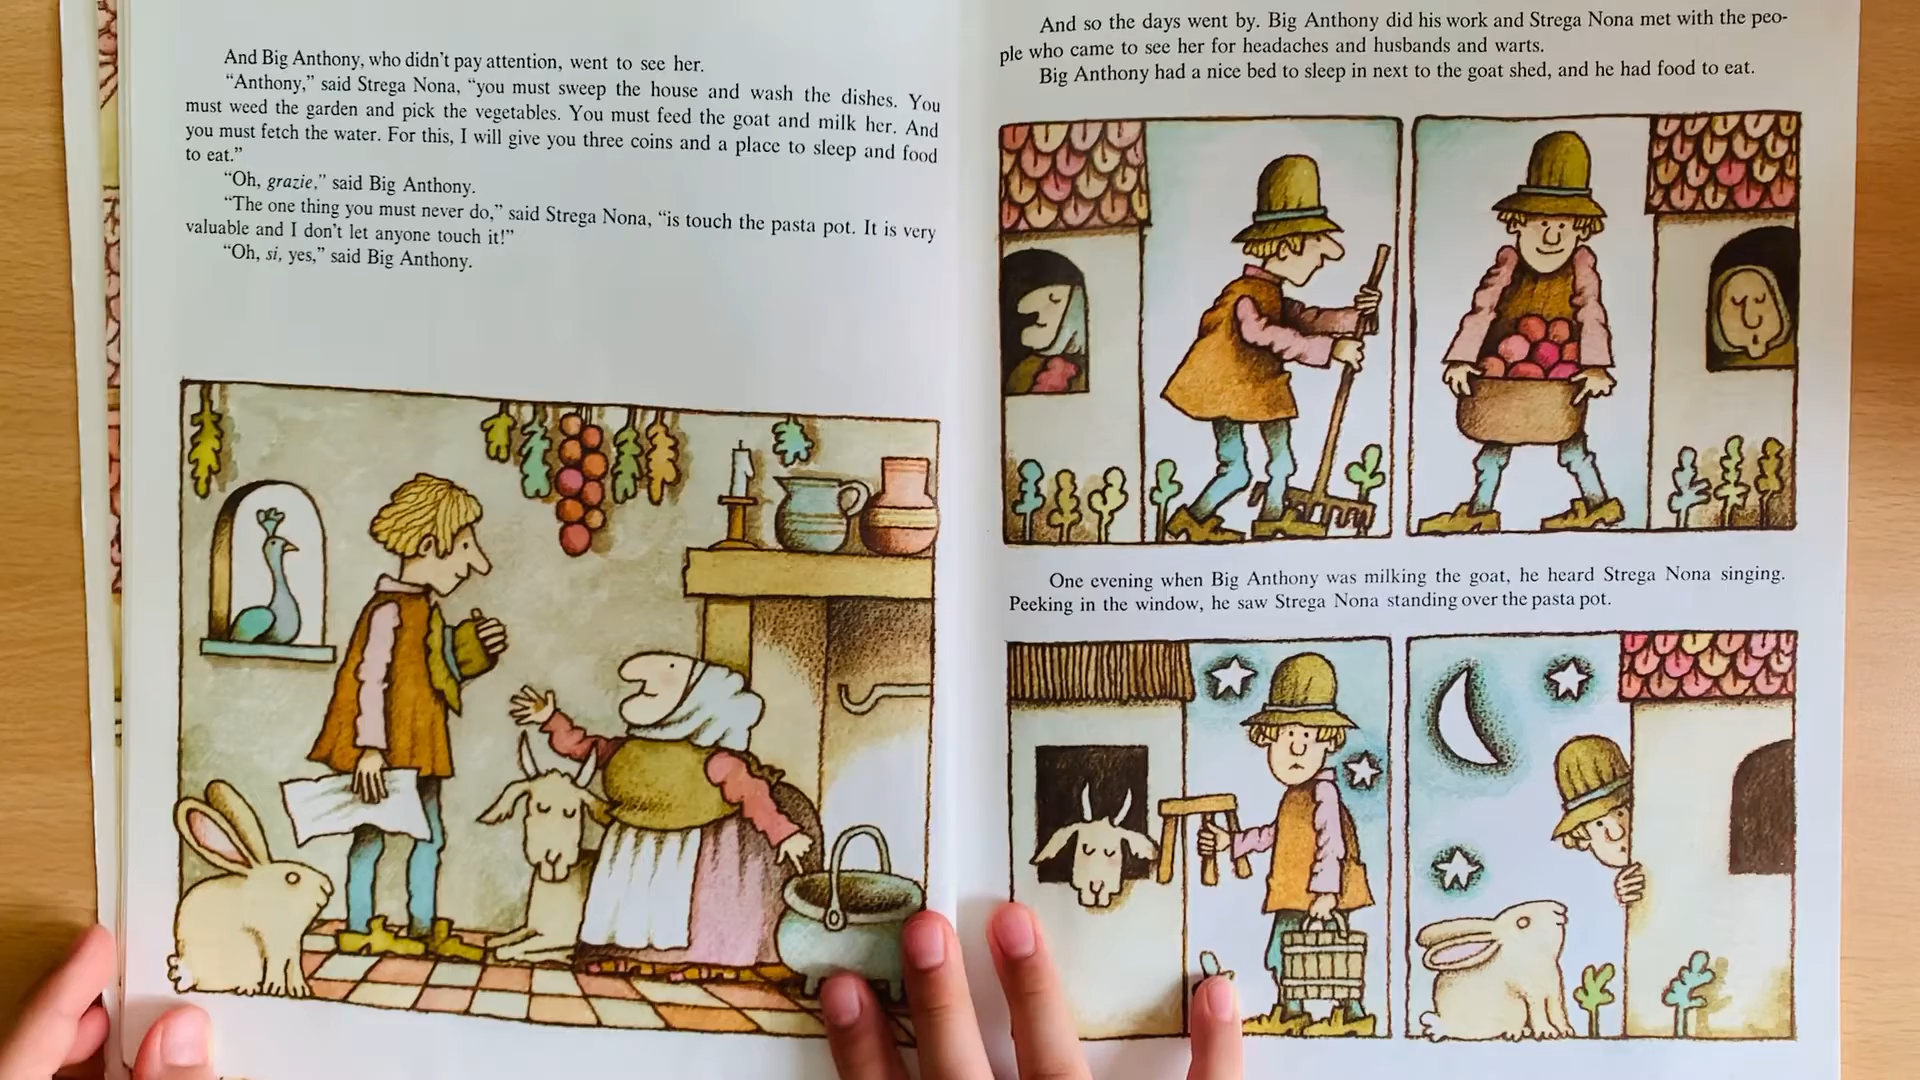 And Big Anthony, who didn't pay attention, went to see her.
“Anthony,” said Strega Nona, “you must sweep the house and wash the dishes. You
must weed the garden and pick the vegetables. You must feed the goat and milk her. And
you must fetch the water. For this, I will give you three coins and a place to sleep and food
to eat.”
“Oh, grazie,” said Big Anthony.
“The one thing you must never do,” said Strega Nona, “is touch the pasta pot. It is very
valuable and I don't let anyone touch it!”
“Oh, si, yes,” said Big Anthony.
And so the days went by. Big Anthony did his work and Strega Nona met with the peo-
ple who came to see her for headaches and husbands and warts.
Big Anthony had a nice bed to sleep in next to the goat shed, and he had food to eat.
One evening when Big Anthony was milking the goat, he heard Strega Nona singing.
Peeking in the window, he saw Strega Nona standing over the pasta pot.